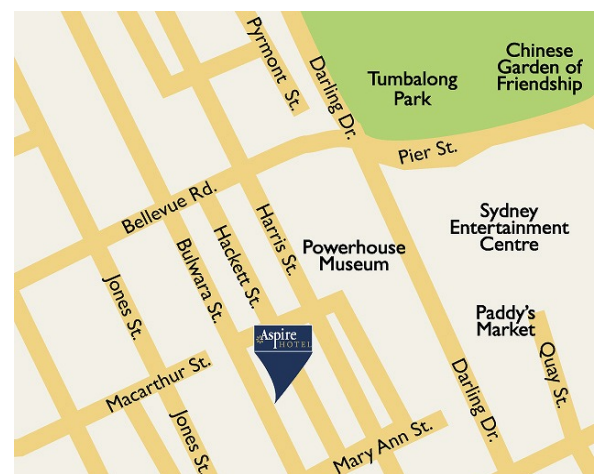 Pyrmont St.
Darling Dr.
Tumbalong
Park
Chinese
Garden of
Friendship
Pier St.
Bellevue Rd.
Harris St.
Hackett St.
Bulwara St.
Jones St.
Powerhouse
Museum
Sydney
Entertainment
Centre
Paddy's
Market
Aspire
HOTEL
Quay St.
Darling Dr.
Macarthur St.
Jones St.
Mary Ann St.